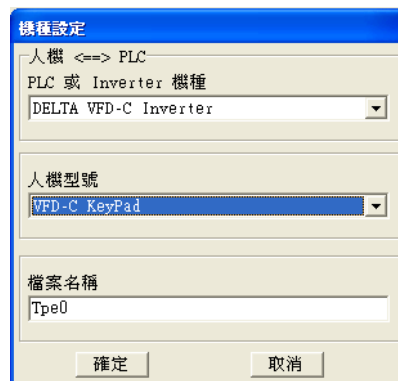 機種設定
人機 <==> PLC
PLC 或 Inverter 機種
DELTA VFD-C Inverter
人機型號
VFD-C KeyPad
檔案名稱
Tpe0
確定 取消